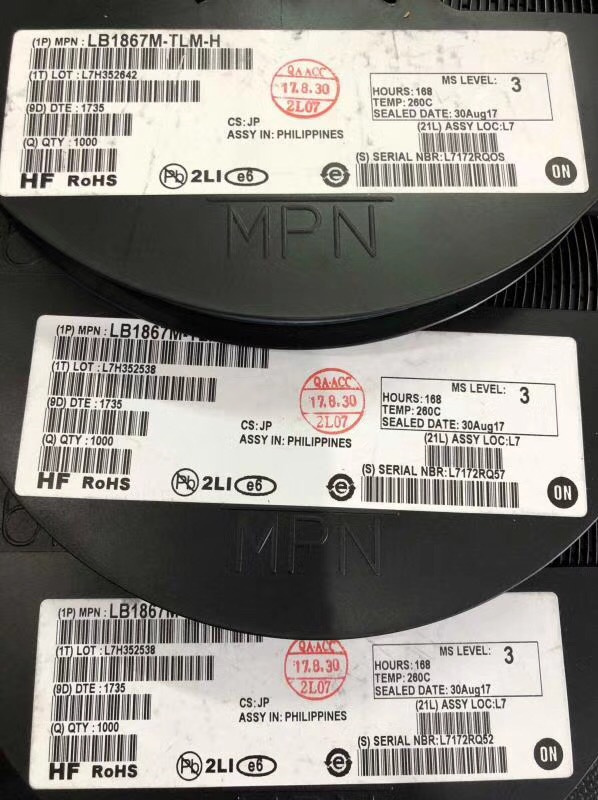 (1P) MPN : LB1867M-TLM-H
(1T) LOT : L7H352642
(9D) DTE : 1735
(Q) QTY : 1000
HF RoHS
Pb 2LI e6
QA.ACC
17.8.30
2L07
CS:JP
ASSY IN: PHILIPPINES
MS LEVEL: 3
HOURS: 168
TEMP: 260C
SEALED DATE: 30Aug17
(21L) ASSY LOC:L7
(S) SERIAL NBR: L7172RQOS
e
ON
MPN
(1P) MPN : LB1867M-
(1T) LOT : L7H352538
(9D) DTE : 1735
(Q) QTY : 1000
HF RoHS
Pb 2LI e6
QA.ACC
17.8.30
2L07
CS:JP
ASSY IN: PHILIPPINES
MS LEVEL: 3
HOURS: 168
TEMP: 260C
SEALED DATE: 30Aug17
(21L) ASSY LOC:L7
(S) SERIAL NBR: L7172RQ57
e
ON
MPN
(1P) MPN : LB1867M
(1T) LOT : L7H352538
(9D) DTE : 1735
(Q) QTY : 1000
HF RoHS
Pb 2LI e6
QA.ACC
17.8.30
2L07
CS:JP
ASSY IN: PHILIPPINES
MS LEVEL: 3
HOURS: 168
TEMP: 260C
SEALED DATE: 30Aug17
(21L) ASSY LOC:L7
(S) SERIAL NBR: L7172RQ52
e
ON